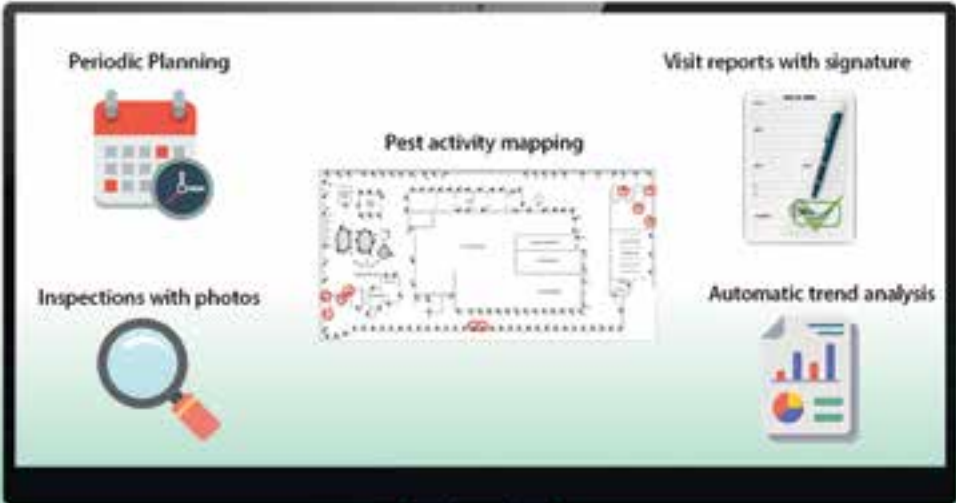 Periodic Planning
Visit reports with signature
Pest activity mapping
Inspections with photos
Automatic trend analysis